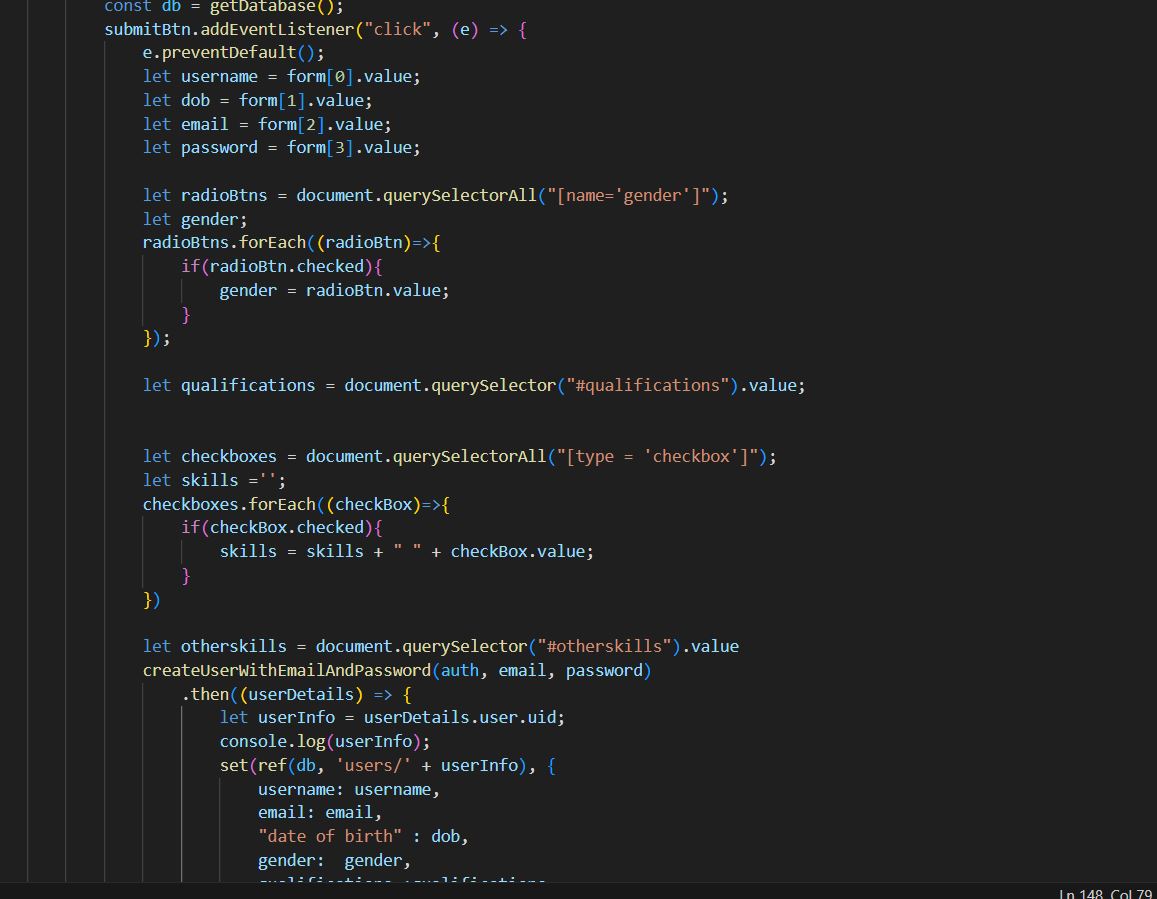 const db = getDatabase();
submitBtn.addEventListener("click", (e) => {
e.preventDefault();
let username = form[0].value;
let dob = form[1].value;
let email = form[2].value;
let password = form[3].value;
let radioBtns = document.querySelectorAll("[name='gender']");
let gender;
radioBtns.forEach((radioBtn)=>{
if(radioBtn.checked){
gender = radioBtn.value;
}
});
let qualifications = document.querySelector("#qualifications").value;
let checkboxes = document.querySelectorAll("[type = 'checkbox']");
let skills ='';
checkboxes.forEach((checkBox)=>{
if(checkBox.checked){
skills = skills + " " + checkBox.value;
}
})
let otherskills = document.querySelector("#otherskills").value
createUserWithEmailAndPassword(auth, email, password)
.then((userDetails) => {
let userInfo = userDetails.user.uid;
console.log(userInfo);
set(ref(db, 'users/' + userInfo), {
username: username,
email: email,
"date of birth" : dob,
gender:  gender,
Ln 148, Col 79